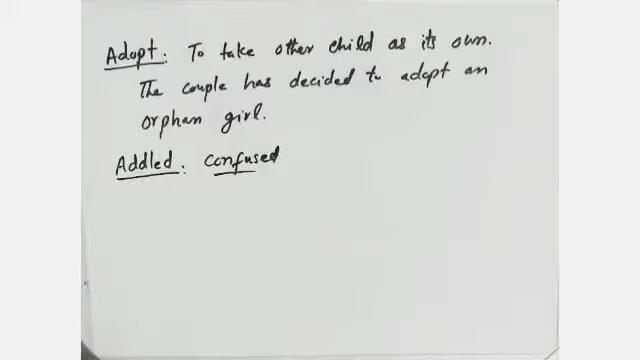 Adopt: To take other child as its own.
The couple has decided to adopt an
orphan girl.
Addled: confused